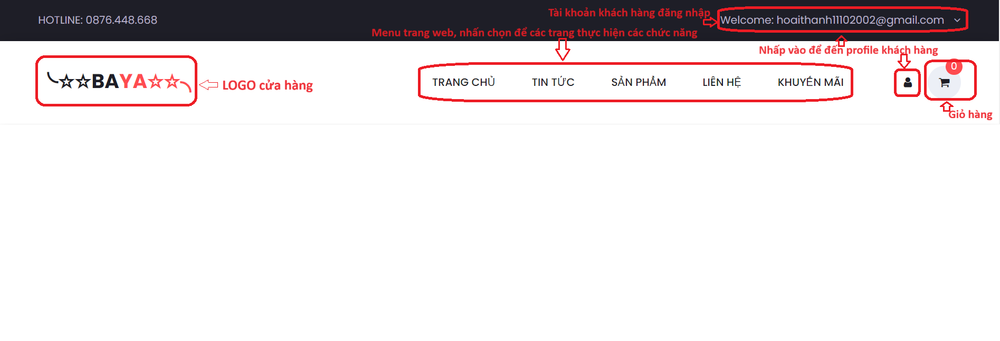 Tài khoản khách hàng đăng nhập
HOTLINE: 0876.448.668
Welcome: hoaithanh11102002@gmail.com
Menu trang web, nhấn chọn để các trang thực hiện các chức năng
Nhấp vào để đến profile khách hàng
0
╰☆☆BAYA☆☆╮
LOGO cửa hàng
TRANG CHỦ TIN TỨC SẢN PHẨM LIÊN HỆ KHUYẾN MÃI
Giỏ hàng